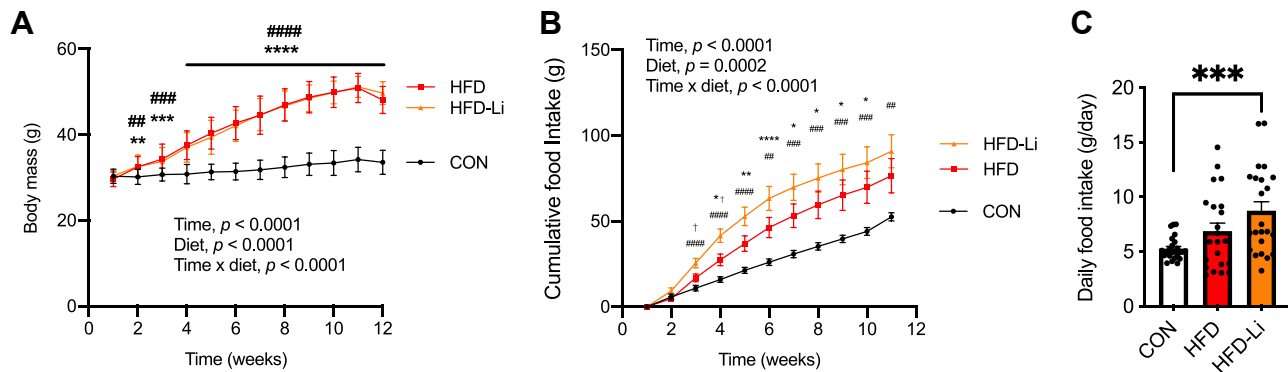 A
####
****
###
***
##
**
60
40
20
0
Body mass (g)
HFD
HFD-Li
CON
Time, p < 0.0001
Diet, p < 0.0001
Time x diet, p < 0.0001
0 2 4 6 8 10 12
Time (weeks)
B
Time, p < 0.0001
Diet, p = 0.0002
Time x diet, p < 0.0001
150
100
50
0
Cumulative food Intake (g)
†
####
*†
####
**
####
****
##
*
###
*
###
*
###
*
###
##
HFD-Li
HFD
CON
0 2 4 6 8 10 12
Time (weeks)
C
***
20
15
10
5
0
Daily food intake (g/day)
CON
HFD
HFD-Li